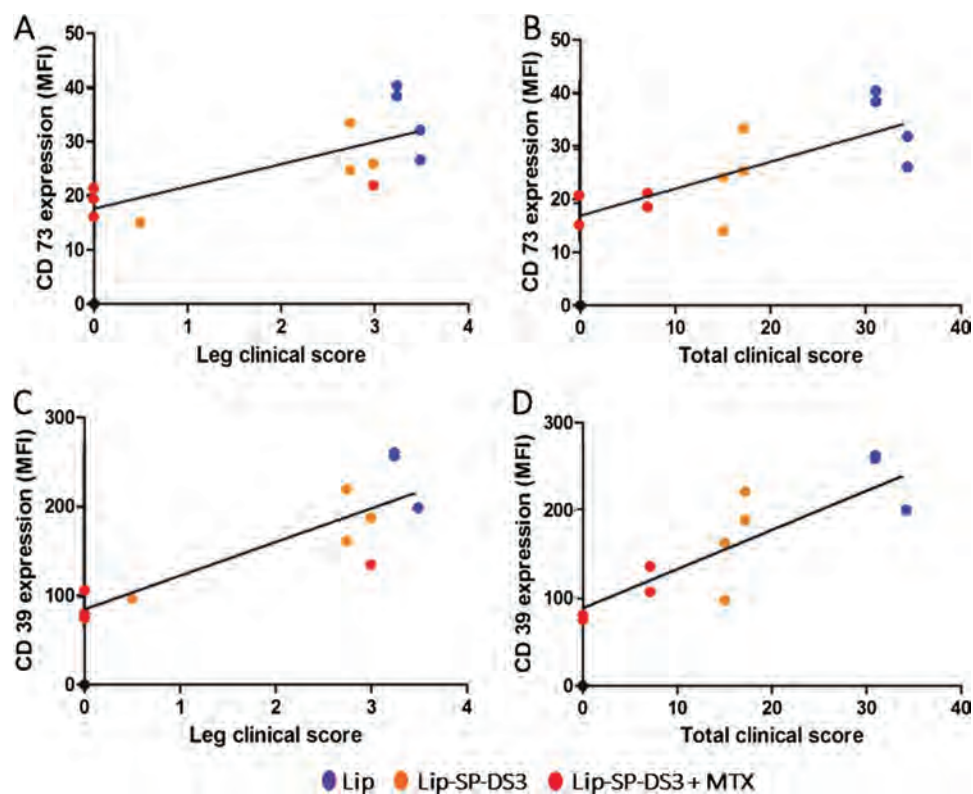 A
B
CD 73 expression (MFI)
50
40
30
20
10
0
0 1 2 3 4
Leg clinical score
CD 73 expression (MFI)
50
40
30
20
10
0
0 10 20 30 40
Total clinical score
C
D
CD 39 expression (MFI)
300
200
100
0
0 1 2 3 4
Leg clinical score
CD 39 expression (MFI)
300
200
100
0
0 10 20 30 40
Total clinical score
Lip Lip-SP-DS3 Lip-SP-DS3 + MTX